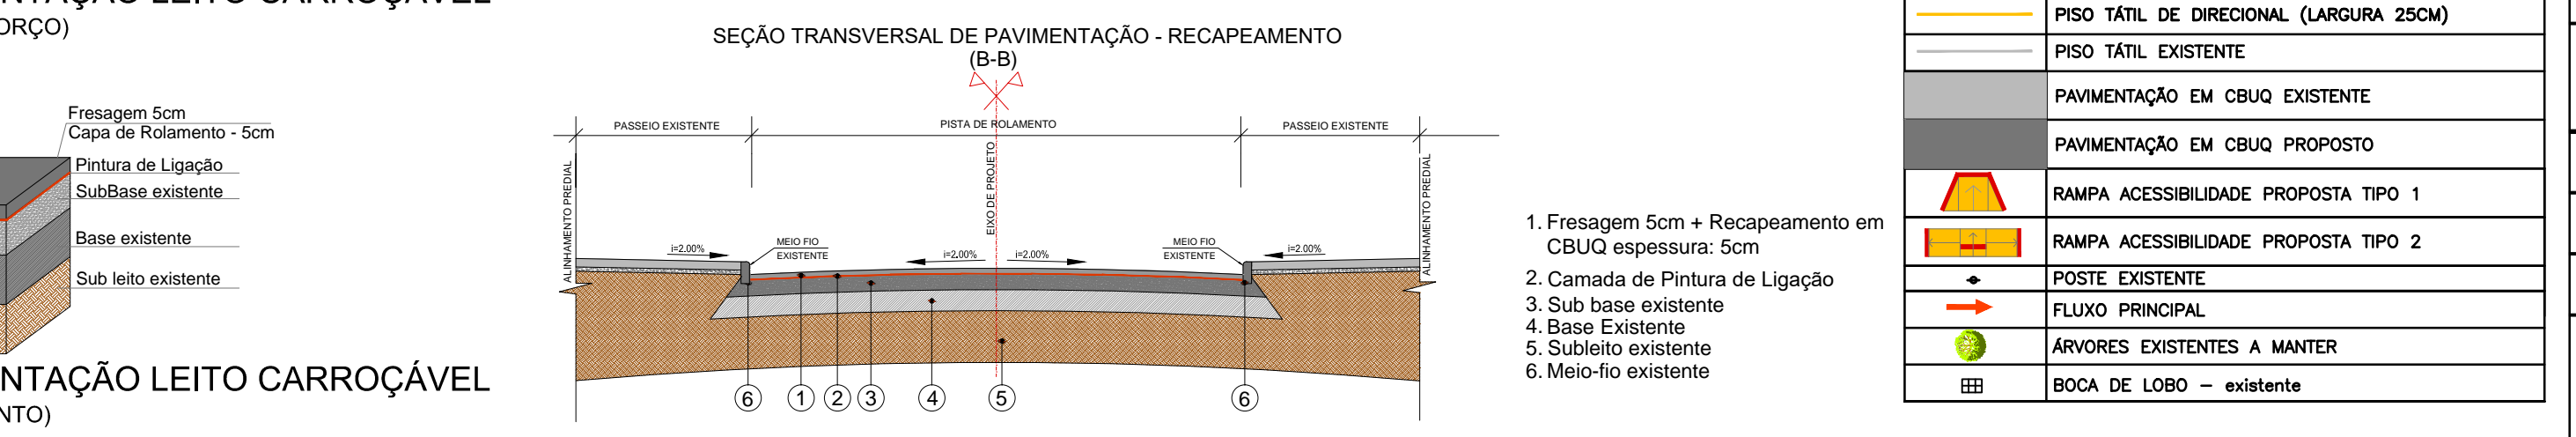 NTAÇÃO LEITO CARROÇÁVEL
ORÇO)
Fresagem 5cm
Capa de Rolamento - 5cm
Pintura de Ligação
SubBase existente
Base existente
Sub leito existente
NTAÇÃO LEITO CARROÇÁVEL
NTO)
SEÇÃO TRANSVERSAL DE PAVIMENTAÇÃO - RECAPEAMENTO
(B-B)
PASSEIO EXISTENTE
PISTA DE ROLAMENTO
PASSEIO EXISTENTE
ALINHAMENTO PREDIAL
EIXO DE PROJETO
ALINHAMENTO PREDIAL
i=2.00%
MEIO FIO
EXISTENTE
i=2.00%
i=2.00%
MEIO FIO
EXISTENTE
i=2.00%
6
1
2
3
4
5
6
1. Fresagem 5cm + Recapeamento em
CBUQ espessura: 5cm
2. Camada de Pintura de Ligação
3. Sub base existente
4. Base Existente
5. Subleito existente
6. Meio-fio existente
PISO TÁTIL DE DIRECIONAL (LARGURA 25CM)
PISO TÁTIL EXISTENTE
PAVIMENTAÇÃO EM CBUQ EXISTENTE
PAVIMENTAÇÃO EM CBUQ PROPOSTO
RAMPA ACESSIBILIDADE PROPOSTA TIPO 1
RAMPA ACESSIBILIDADE PROPOSTA TIPO 2
POSTE EXISTENTE
FLUXO PRINCIPAL
ÁRVORES EXISTENTES A MANTER
BOCA DE LOBO – existente